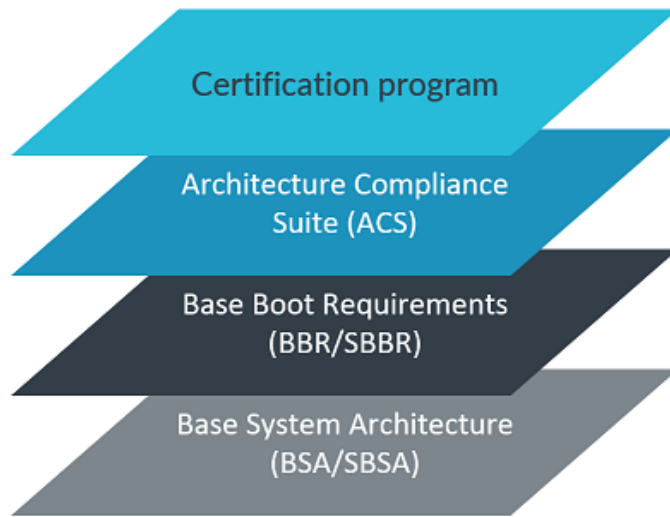 Certification program
Architecture Compliance
Suite (ACS)
Base Boot Requirements
(BBR/SBBR)
Base System Architecture
(BSA/SBSA)